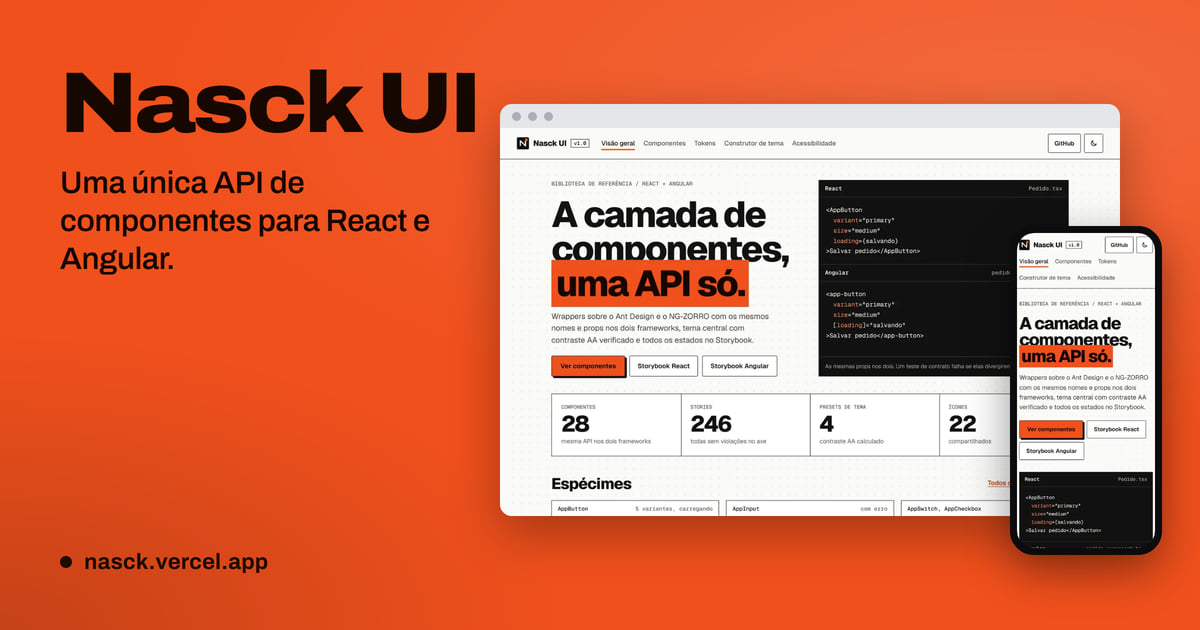 Nasck UI
Uma única API de
componentes para React e
Angular.
nasck.vercel.app
Nasck UI v1.0 Visão geral Componentes Tokens Construtor de tema Acessibilidade GitHub
BIBLIOTECA DE REFERÊNCIA / REACT + ANGULAR
A camada de
componentes,
uma API só.
Wrappers sobre o Ant Design e o NG-ZORRO com os mesmos
nomes e props nos dois frameworks, tema central com
contraste AA verificado e todos os estados no Storybook.
Ver componentes Storybook React Storybook Angular
React Pedido.tsx
<AppButton
variant="primary"
size="medium"
loading={salvando}
>Salvar pedido</AppButton>
Angular
<app-button
variant="primary"
size="medium"
[loading]="salvando"
>Salvar pedido</app-button>
As mesmas props nos dois. Um teste de contrato falha se elas divergirem
COMPONENTES
28
mesma API nos dois frameworks
STORIES
246
todas sem violações no axe
PRESETS DE TEMA
4
contraste AA calculado
ÍCONES
22
compartilhados
Espécimes Todos
AppButton 5 variantes, carregando
AppInput com erro
AppSwitch, AppCheckbox
Nasck UI v1.0 GitHub
Visão geral Componentes Tokens
Construtor de tema Acessibilidade
BIBLIOTECA DE REFERÊNCIA / REACT + ANGULAR
A camada de
componentes,
uma API só.
Wrappers sobre o Ant Design e o NG-ZORRO
com os mesmos nomes e props nos dois
frameworks, tema central com contraste AA
verificado e todos os estados no Storybook.
Ver componentes Storybook React
Storybook Angular
React Pedido.tsx
<AppButton
variant="primary"
size="medium"
loading={salvando}
>Salvar pedido</AppButton>